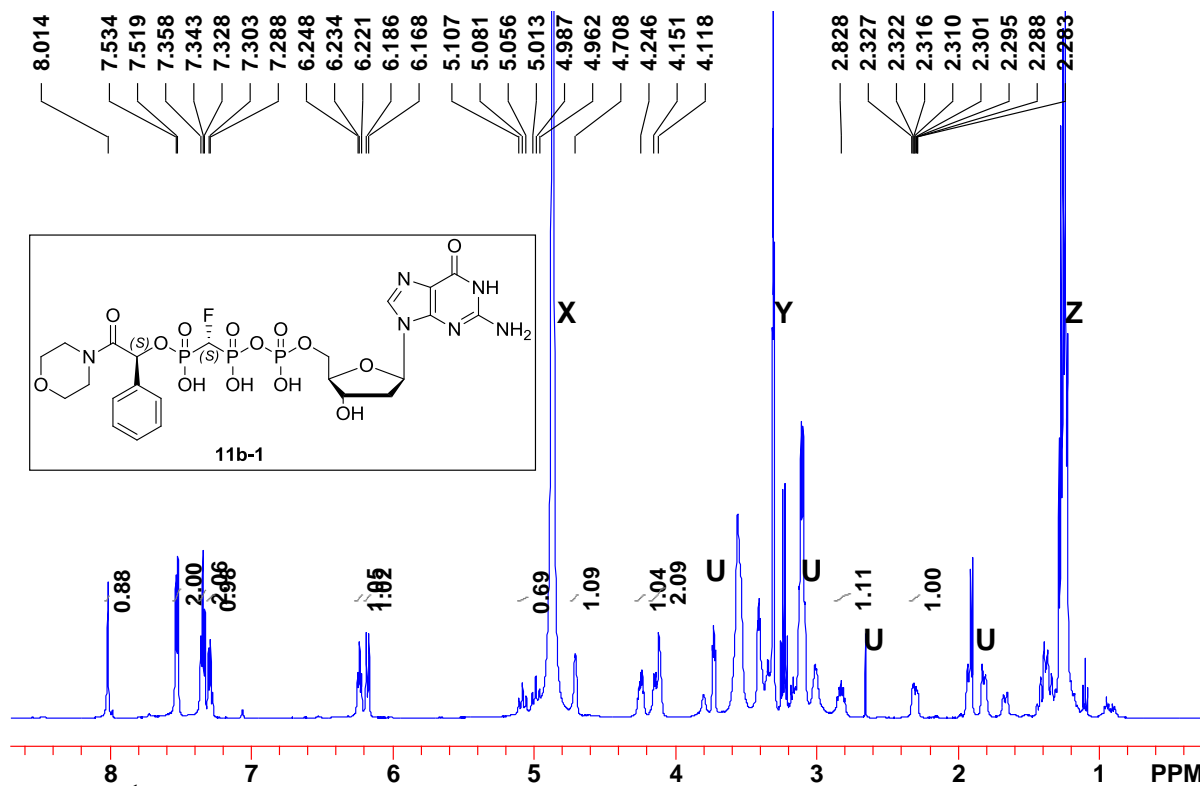 8.014 7.534 7.519 7.358 7.343 7.328 7.303 7.288 6.248 6.234 6.221 6.186 6.168 5.107 5.081 5.056 5.013 4.987 4.962 4.708 4.246 4.151 4.118 2.828 2.327 2.322 2.316 2.310 2.301 2.295 2.288 2.283
O
N NH
F
O O O O
N N NH2
(S) O P (S) P O P O
N O
O OH OH OH
OH
11b-1
X Y Z
U U
0.88 2.00 2.06 0.98 1.02 0.69 1.09 1.04 2.09 1.11 1.00
U U
8 7 6 5 4 3 2 1 PPM